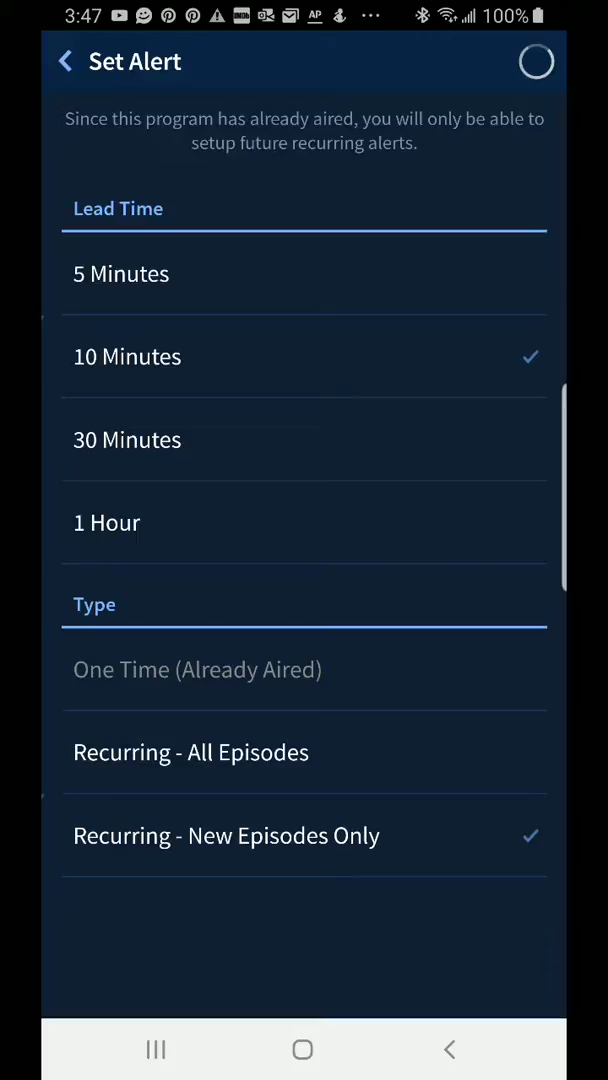 3:47 IMDb AP ... 100%
Set Alert
Since this program has already aired, you will only be able to
setup future recurring alerts.
Lead Time
5 Minutes
10 Minutes
30 Minutes
1 Hour
Type
One Time (Already Aired)
Recurring - All Episodes
Recurring - New Episodes Only